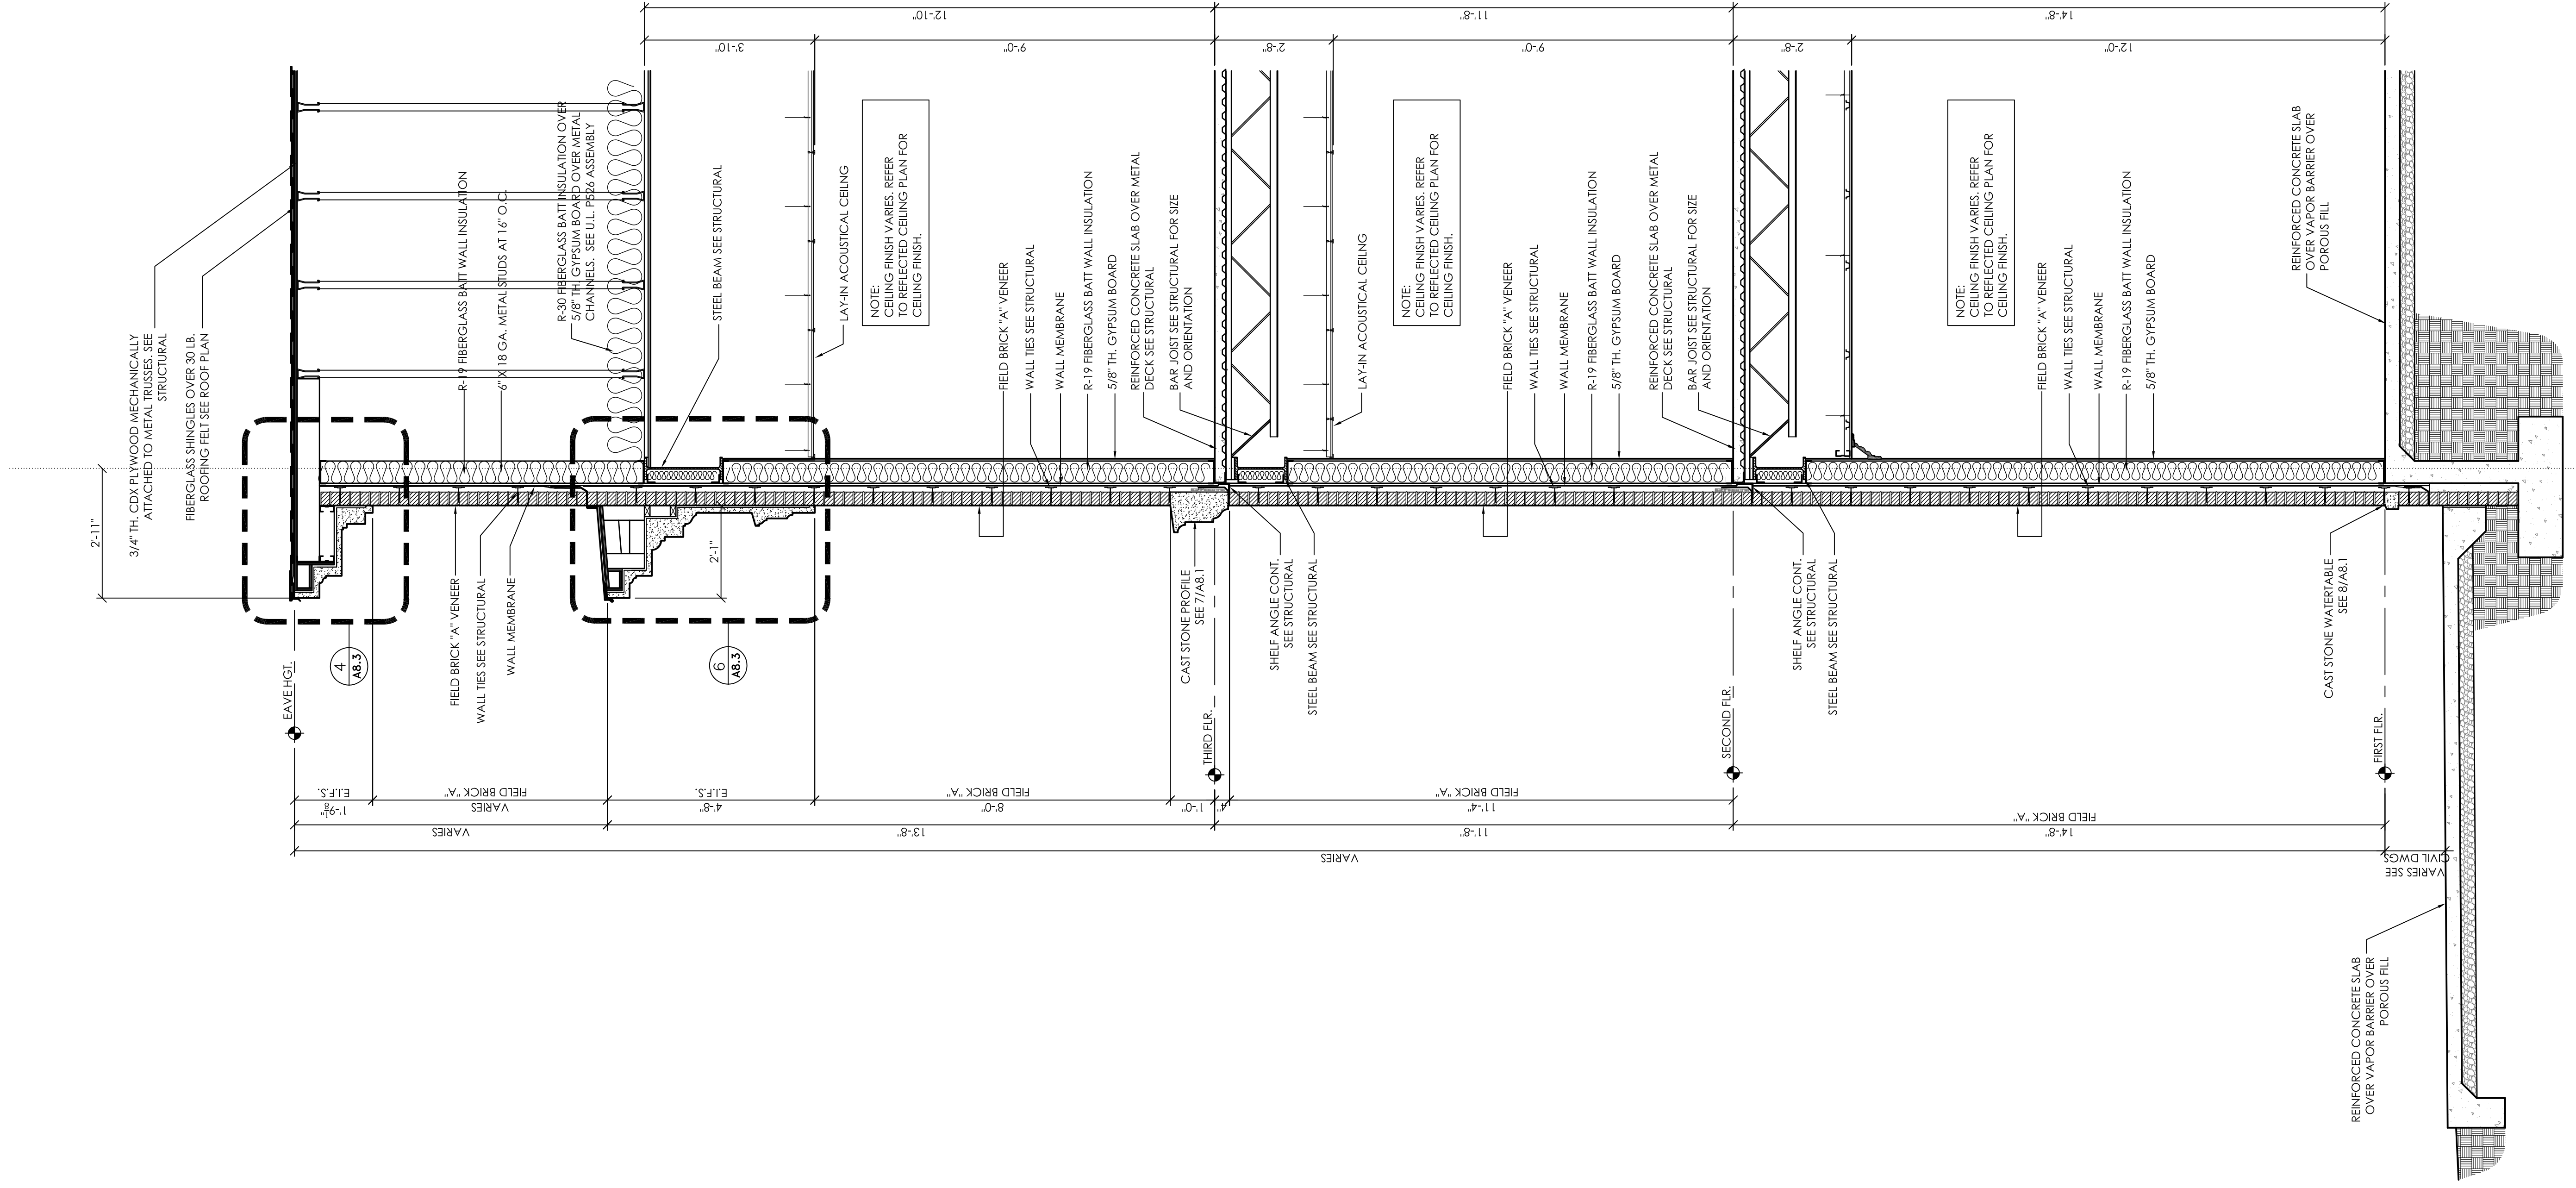 2'-11"
3/4" TH. CDX PLYWOOD MECHANICALLY
ATTACHED TO METAL TRUSSES. SEE
STRUCTURAL
FIBERGLASS SHINGLES OVER 30 LB.
ROOFING FELT SEE ROOF PLAN
R-19 FIBERGLASS BATT WALL INSULATION
6" X 18 GA. METAL STUDS AT 16" O.C.
R-30 FIBERGLASS BATT INSULATION OVER
5/8" TH. GYPSUM BOARD OVER METAL
CHANNELS. SEE U.L. P526 ASSEMBLY
STEEL BEAM SEE STRUCTURAL
LAY-IN ACOUSTICAL CEILNG
NOTE:
CEILING FINISH VARIES. REFER
TO REFLECTED CEILING PLAN FOR
CEILING FINISH.
FIELD BRICK "A" VENEER
WALL TIES SEE STRUCTURAL
WALL MEMBRANE
R-19 FIBERGLASS BATT WALL INSULATION
5/8" TH. GYPSUM BOARD
REINFORCED CONCRETE SLAB OVER METAL
DECK SEE STRUCTURAL
BAR JOIST SEE STRUCTURAL FOR SIZE
AND ORIENTATION
LAY-IN ACOUSTICAL CEILNG
NOTE:
CEILING FINISH VARIES. REFER
TO REFLECTED CEILING PLAN FOR
CEILING FINISH.
FIELD BRICK "A" VENEER
WALL TIES SEE STRUCTURAL
WALL MEMBRANE
R-19 FIBERGLASS BATT WALL INSULATION
5/8" TH. GYPSUM BOARD
REINFORCED CONCRETE SLAB OVER METAL
DECK SEE STRUCTURAL
BAR JOIST SEE STRUCTURAL FOR SIZE
AND ORIENTATION
NOTE:
CEILING FINISH VARIES. REFER
TO REFLECTED CEILING PLAN FOR
CEILING FINISH.
FIELD BRICK "A" VENEER
WALL TIES SEE STRUCTURAL
WALL MEMBRANE
R-19 FIBERGLASS BATT WALL INSULATION
5/8" TH. GYPSUM BOARD
REINFORCED CONCRETE SLAB
OVER VAPOR BARRIER OVER
POROUS FILL
12'-10"
11'-8"
14'-8"
3'-10"
9'-0"
2'-8"
9'-0"
2'-8"
12'-0"
EAVE HGT.
4
A8.3
FIELD BRICK "A" VENEER
WALL TIES SEE STRUCTURAL
WALL MEMBRANE
2'-1"
6
A8.3
CAST STONE PROFILE
SEE 7/A8.1
THIRD FLR.
SHELF ANGLE CONT.
SEE STRUCTURAL
STEEL BEAM SEE STRUCTURAL
SECOND FLR.
SHELF ANGLE CONT.
SEE STRUCTURAL
STEEL BEAM SEE STRUCTURAL
CAST STONE WATERTABLE
SEE 8/A8.1
FIRST FLR.
E.I.F.S.
FIELD BRICK "A"
E.I.F.S.
FIELD BRICK "A"
FIELD BRICK "A"
FIELD BRICK "A"
1'-9⅛"
VARIES
4'-8"
8'-0"
1'-0"
4"
11'-4"
VARIES
13'-8"
11'-8"
14'-8"
VARIES
VARIES SEE
CIVIL DWGS
REINFORCED CONCRETE SLAB
OVER VAPOR BARRIER OVER
POROUS FILL